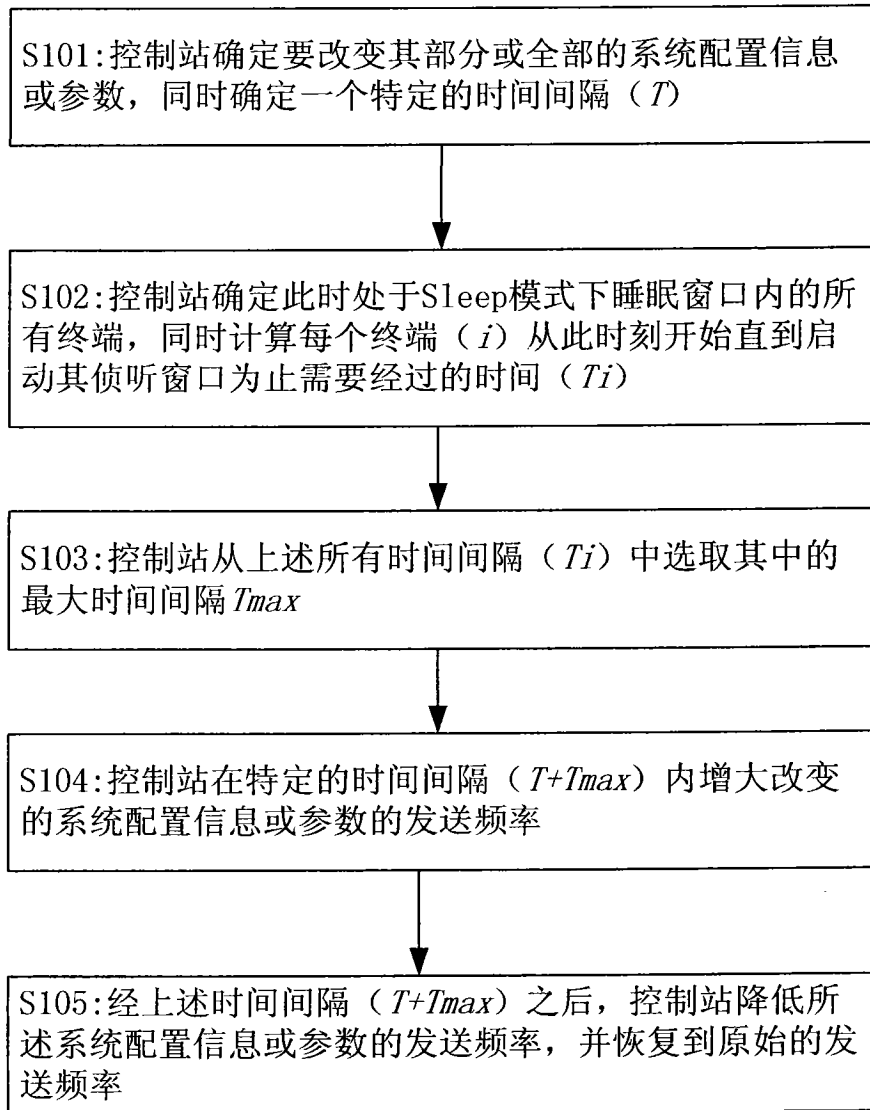 S101:控制站确定要改变其部分或全部的系统配置信息
或参数，同时确定一个特定的时间间隔（T）
S102:控制站确定此时处于Sleep模式下睡眠窗口内的所
有终端，同时计算每个终端（i）从此时刻开始直到启
动其侦听窗口为止需要经过的时间（Ti）
S103:控制站从上述所有时间间隔（Ti）中选取其中的
最大时间间隔Tmax
S104:控制站在特定的时间间隔（T+Tmax）内增大改变
的系统配置信息或参数的发送频率
S105:经上述时间间隔（T+Tmax）之后，控制站降低所
述系统配置信息或参数的发送频率，并恢复到原始的发
送频率